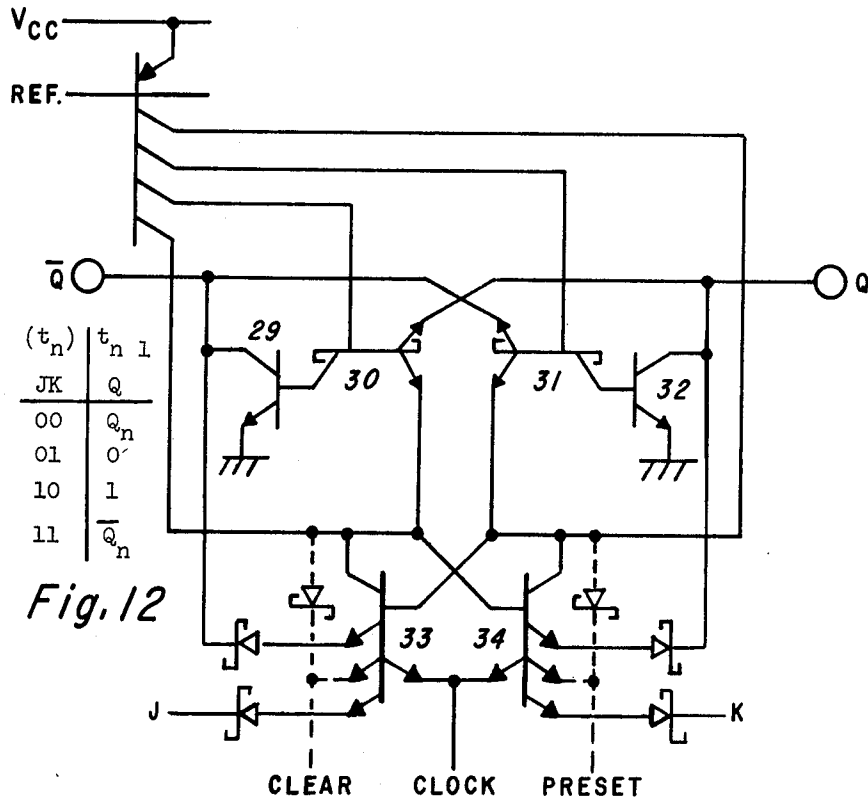 VCC
REF.
Q̅
Q
29
30
31
32
(tn) tn 1
JK Q
00 Qn
01 0
10 1
11 Q̅n
Fig. 12
33
34
J
K
CLEAR CLOCK PRESET